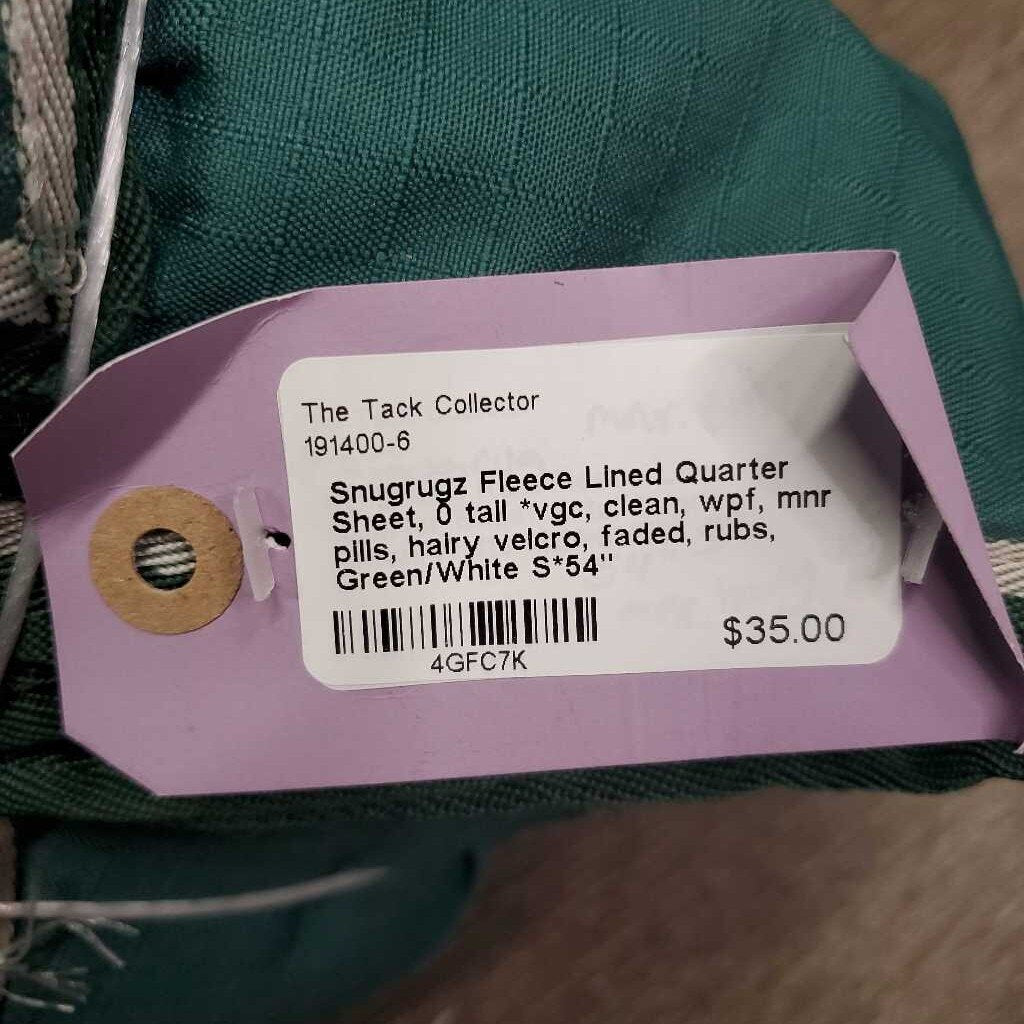 The Tack Collector
191400-6
Snugrugz Fleece Lined Quarter
Sheet, 0 tail *vgc, clean, wpf, mnr
pills, hairy velcro, faded, rubs,
Green/White S*54"
4GFC7K
$35.00